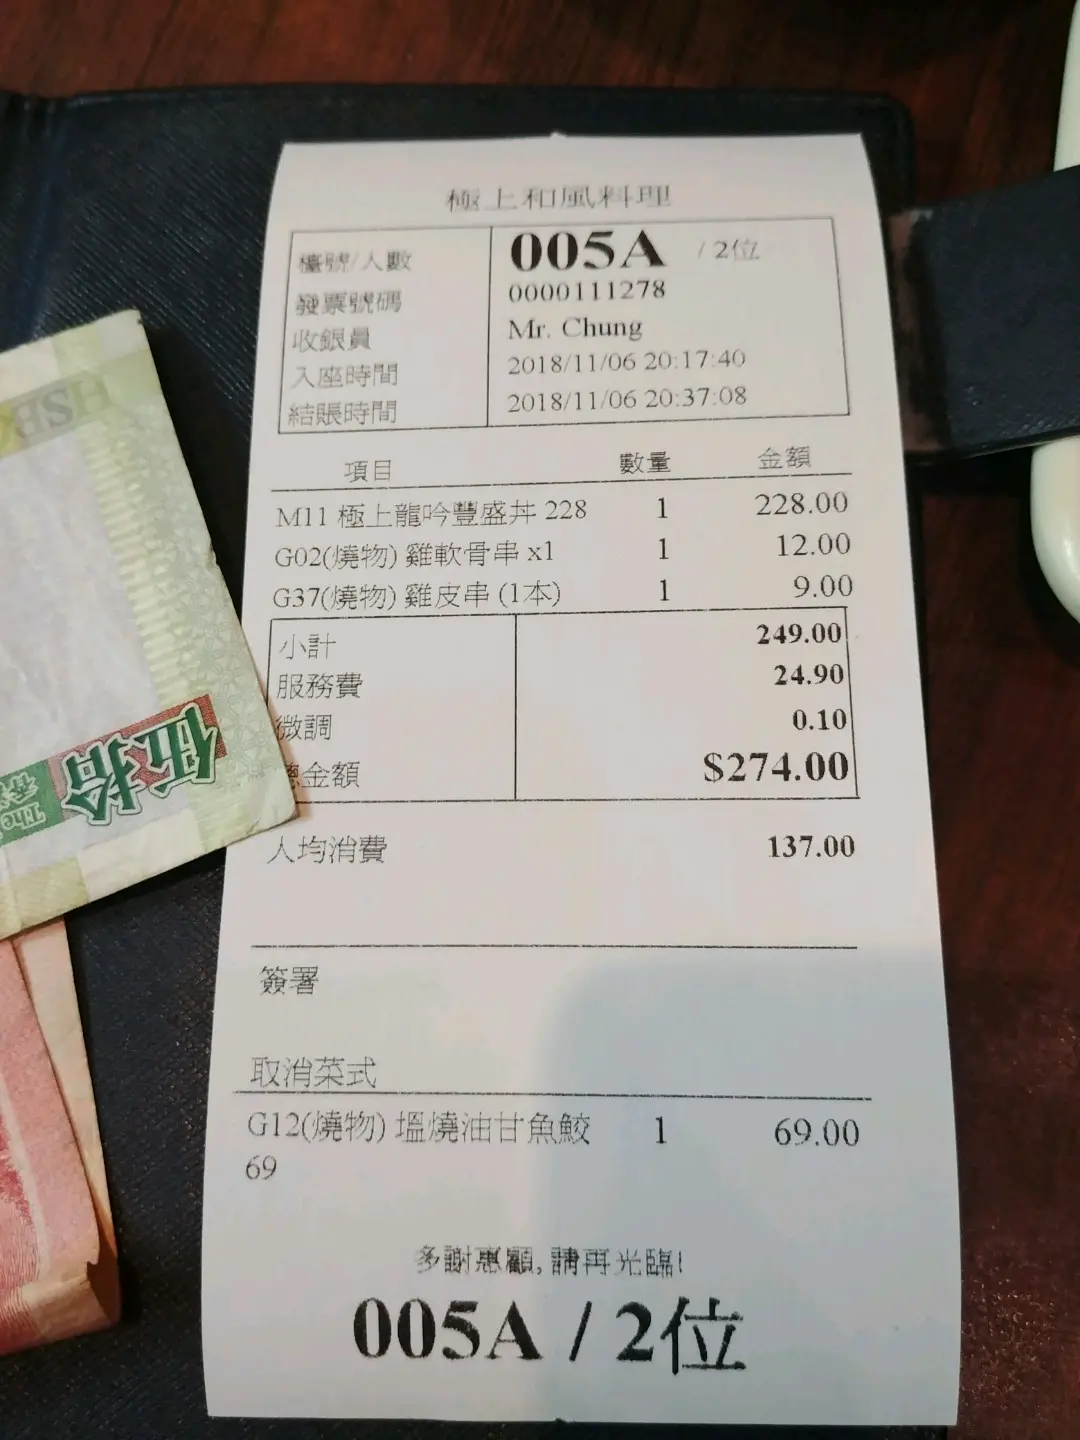 極上和風料理
檯號/人數 005A / 2位
發票號碼 0000111278
收銀員 Mr. Chung
入座時間 2018/11/06 20:17:40
結賬時間 2018/11/06 20:37:08
項目 數量 金額
M11 極上龍吟豐盛丼 228 1 228.00
G02(燒物) 雞軟骨串 x1 1 12.00
G37(燒物) 雞皮串 (1本) 1 9.00
小計 249.00
服務費 24.90
微調 0.10
總金額 $274.00
人均消費 137.00
簽署
取消菜式
G12(燒物) 塩燒油甘魚鮫 1 69.00
69
多謝惠顧, 請再光臨!
005A / 2位
HSB
伍拾
The